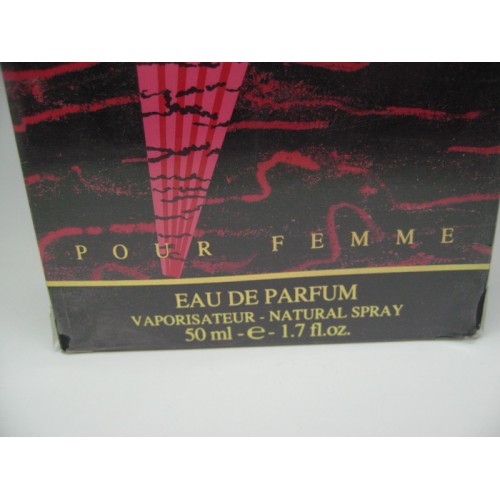 POUR FEMME
EAU DE PARFUM
VAPORISATEUR - NATURAL SPRAY
50 ml - ℮ - 1.7 fl.oz.